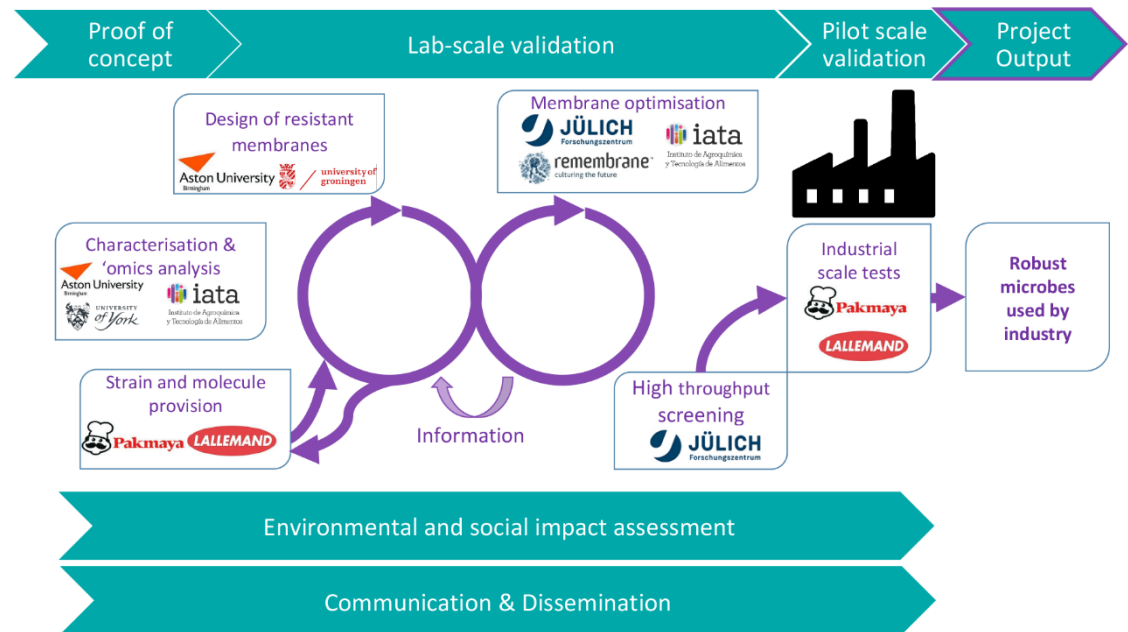 Proof of
concept
Lab-scale validation
Pilot scale
validation
Project
Output
Design of resistant
membranes
Aston University
Birmingham
university of
groningen
Membrane optimisation
JÜLICH
Forschungszentrum
iata
Instituto de Agroquímica
y Tecnología de Alimentos
remembrane
culturing the future
Characterisation &
‘omics analysis
Aston University
Birmingham
iata
Instituto de Agroquímica
y Tecnología de Alimentos
UNIVERSITY
of York
Industrial
scale tests
Pakmaya
LALLEMAND
Robust
microbes
used by
industry
Strain and molecule
provision
Pakmaya
LALLEMAND
Information
High throughput
screening
JÜLICH
Forschungszentrum
Environmental and social impact assessment
Communication & Dissemination